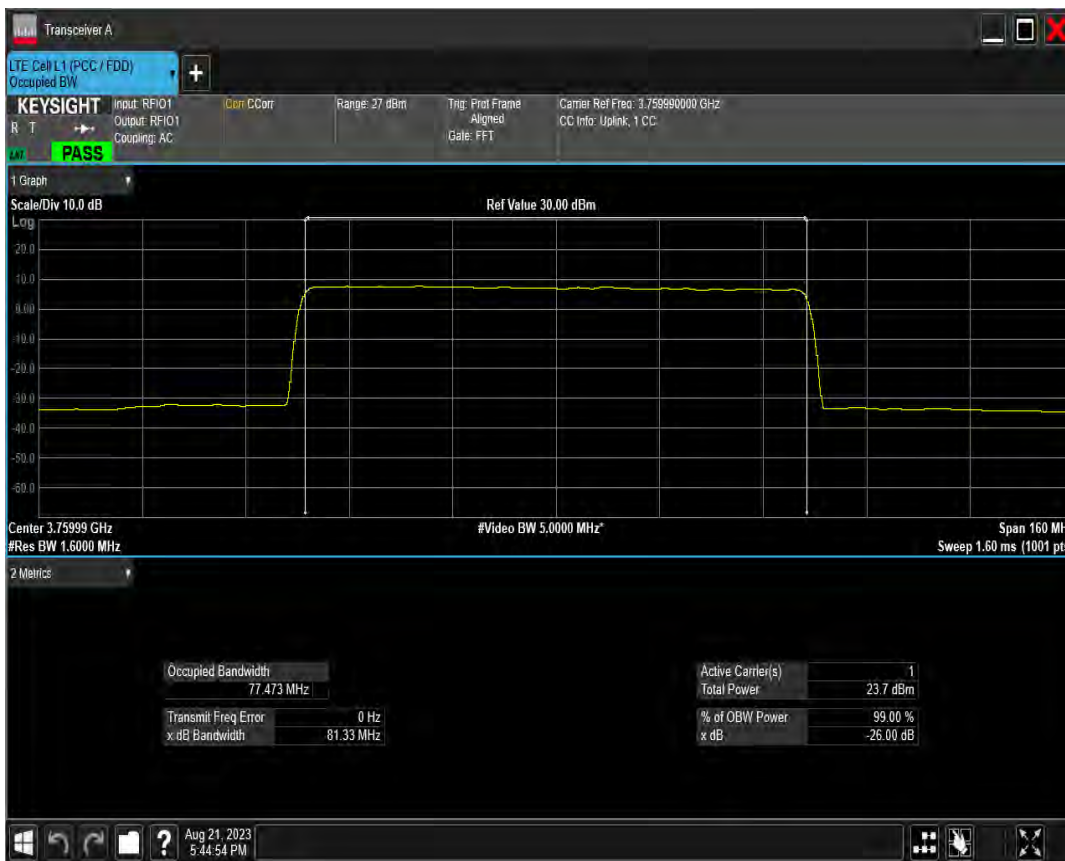 Transceiver A
LTE Cell L1 (PCC / FDD)
Occupied BW
+
KEYSIGHT
R T
PASS
Input: RFIO1
Output: RFIO1
Coupling: AC
Corr CCorr
Range: 27 dBm
Trig: Prot Frame
Aligned
Gate: FFT
Carrier Ref Freq: 3.759990000 GHz
CC Info: Uplink, 1 CC
1 Graph
Scale/Div 10.0 dB
Ref Value 30.00 dBm
Log
20.0
10.0
0.00
-10.0
-20.0
-30.0
-40.0
-50.0
-60.0
Center 3.75999 GHz
#Video BW 5.0000 MHz*
Span 160 MH
#Res BW 1.6000 MHz
Sweep 1.60 ms (1001 pts
2 Metrics
Occupied Bandwidth
77.473 MHz
Active Carrier(s) 1
Total Power 23.7 dBm
Transmit Freq Error 0 Hz
x dB Bandwidth 81.33 MHz
% of OBW Power 99.00 %
x dB -26.00 dB
?
Aug 21, 2023
5:44:54 PM